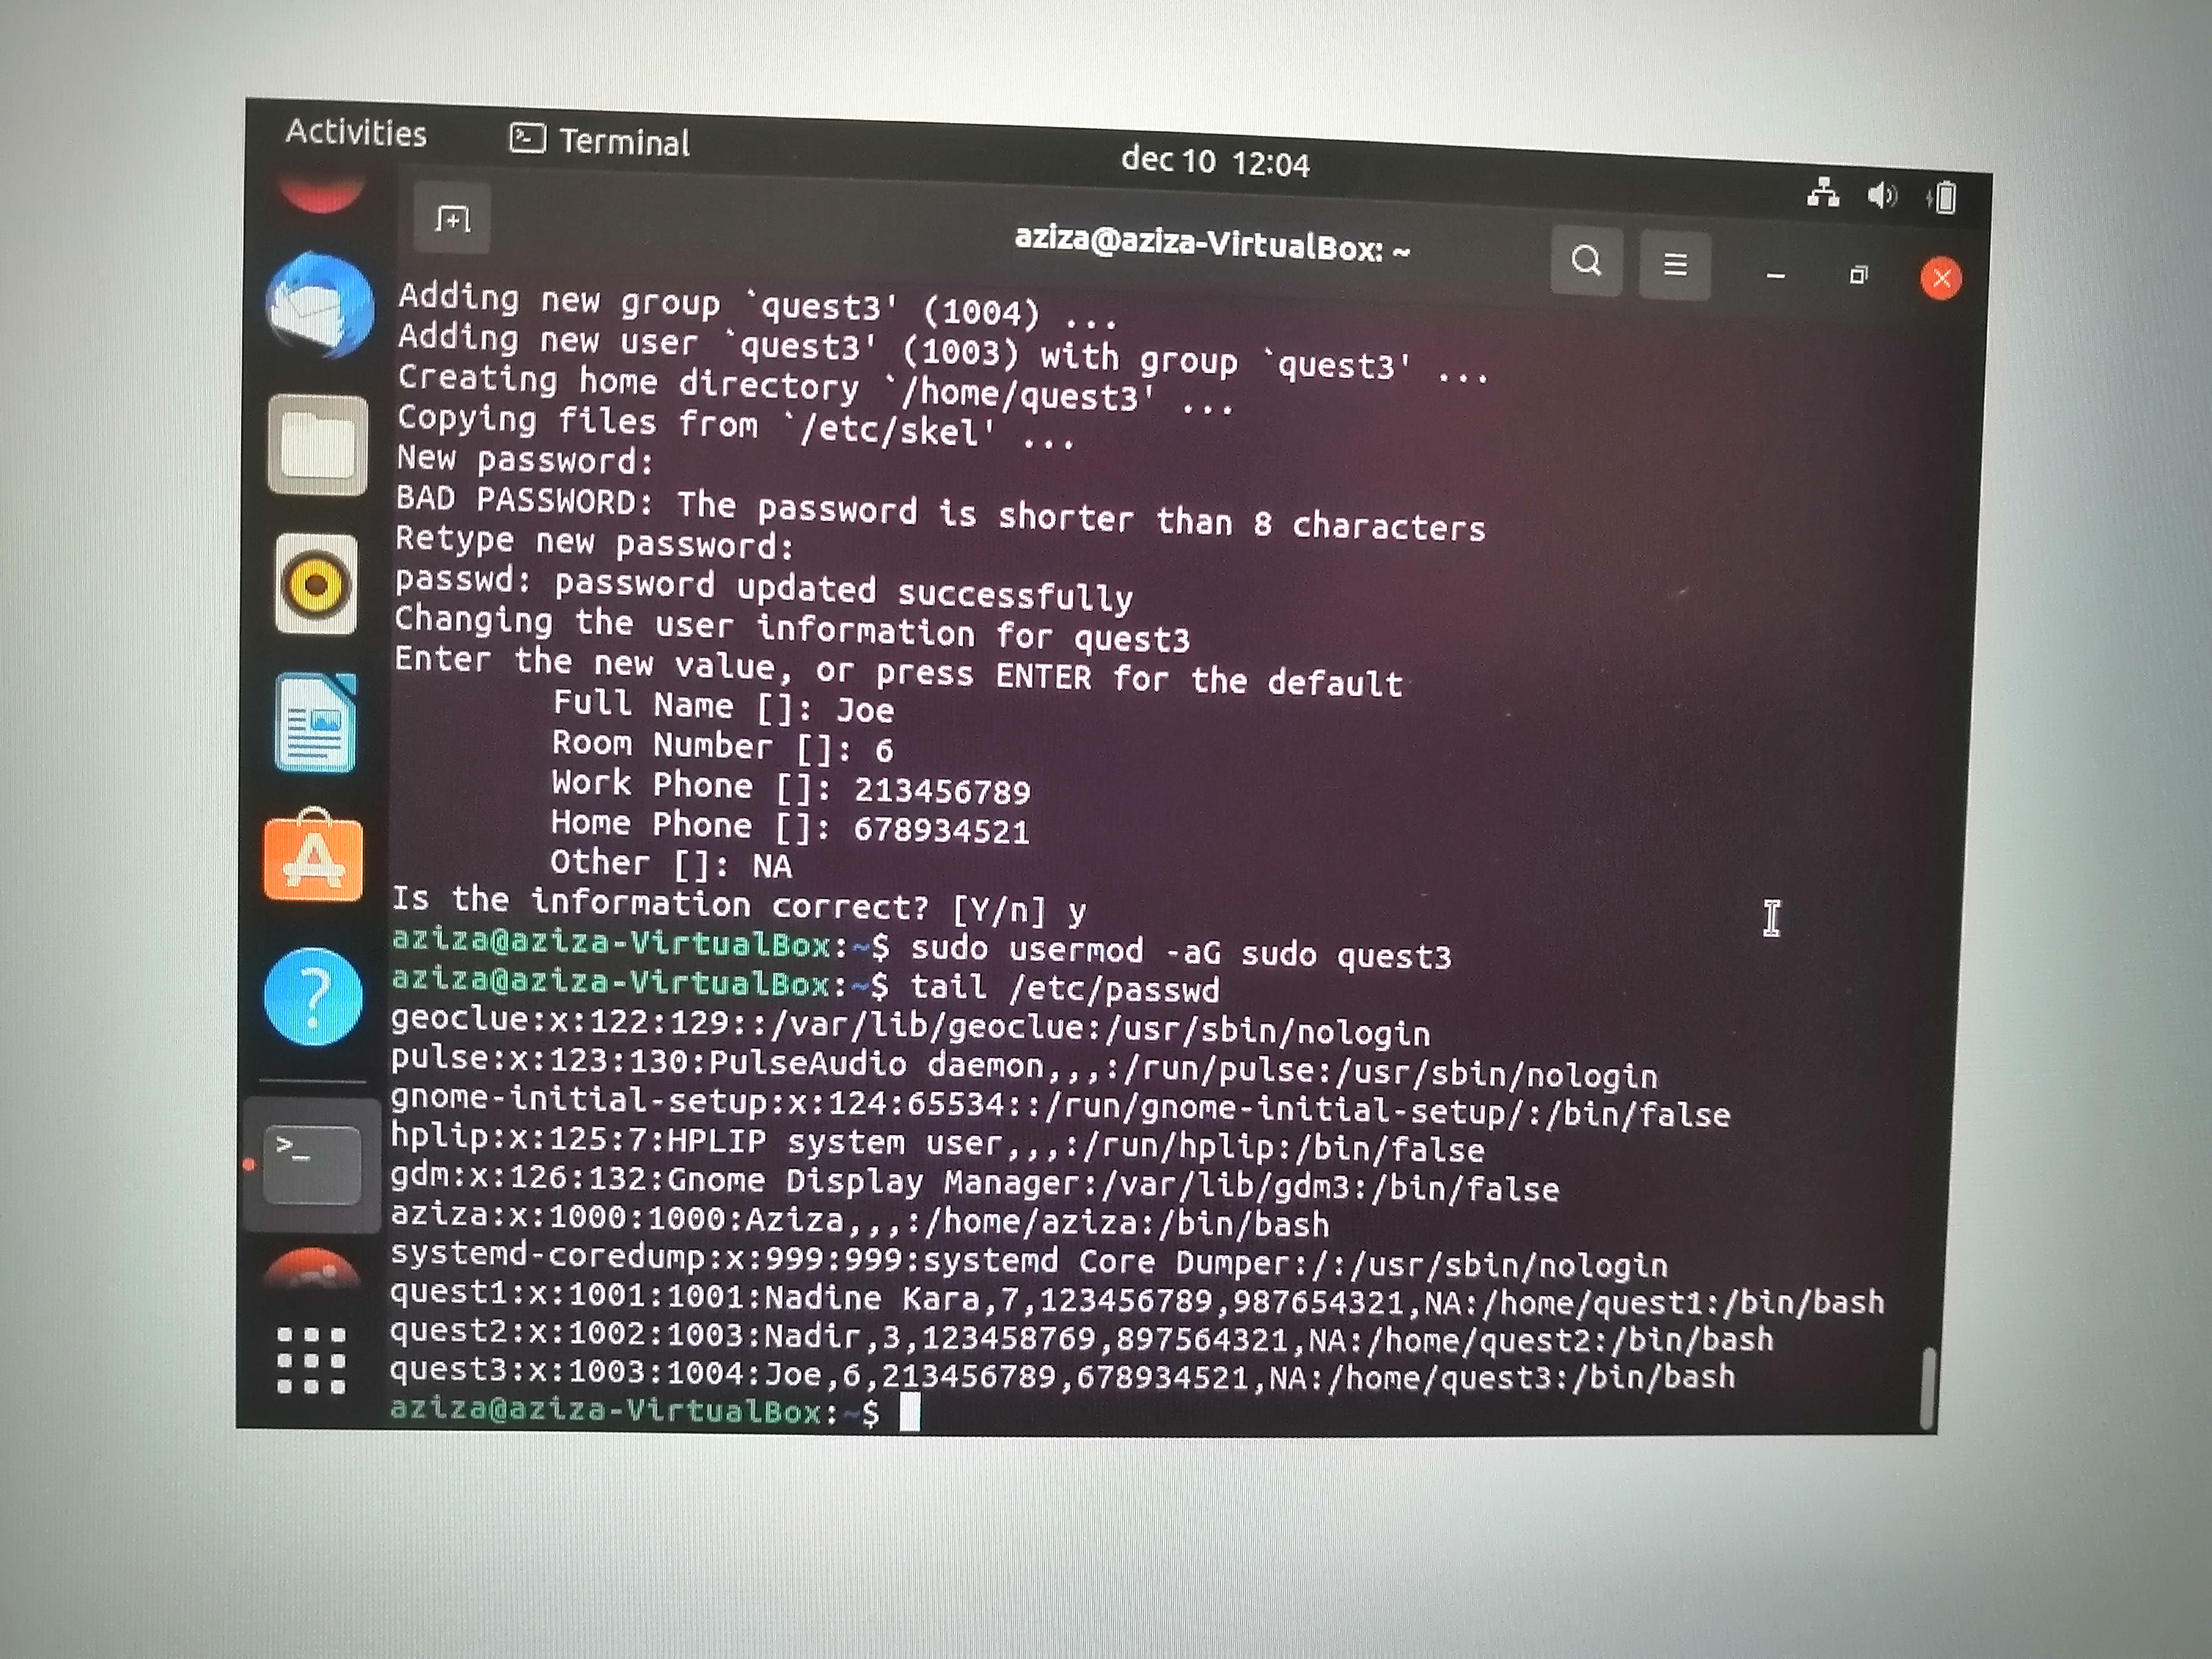 Activities
Terminal
dec 10 12:04
aziza@aziza-VirtualBox: ~
Adding new group `quest3' (1004) ...
Adding new user `quest3' (1003) with group `quest3' ...
Creating home directory `/home/quest3' ...
Copying files from `/etc/skel' ...
New password:
BAD PASSWORD: The password is shorter than 8 characters
Retype new password:
passwd: password updated successfully
Changing the user information for quest3
Enter the new value, or press ENTER for the default
Full Name []: Joe
Room Number []: 6
Work Phone []: 213456789
Home Phone []: 678934521
Other []: NA
Is the information correct? [Y/n] y
aziza@aziza-VirtualBox:~$ sudo usermod -aG sudo quest3
aziza@aziza-VirtualBox:~$ tail /etc/passwd
geoclue:x:122:129::/var/lib/geoclue:/usr/sbin/nologin
pulse:x:123:130:PulseAudio daemon,,,:/run/pulse:/usr/sbin/nologin
gnome-initial-setup:x:124:65534::/run/gnome-initial-setup/:/bin/false
hplip:x:125:7:HPLIP system user,,,:/run/hplip:/bin/false
gdm:x:126:132:Gnome Display Manager:/var/lib/gdm3:/bin/false
aziza:x:1000:1000:Aziza,,,:/home/aziza:/bin/bash
systemd-coredump:x:999:999:systemd Core Dumper:/:/usr/sbin/nologin
quest1:x:1001:1001:Nadine Kara,7,123456789,987654321,NA:/home/quest1:/bin/bash
quest2:x:1002:1003:Nadir,3,123458769,897564321,NA:/home/quest2:/bin/bash
quest3:x:1003:1004:Joe,6,213456789,678934521,NA:/home/quest3:/bin/bash
aziza@aziza-VirtualBox:~$